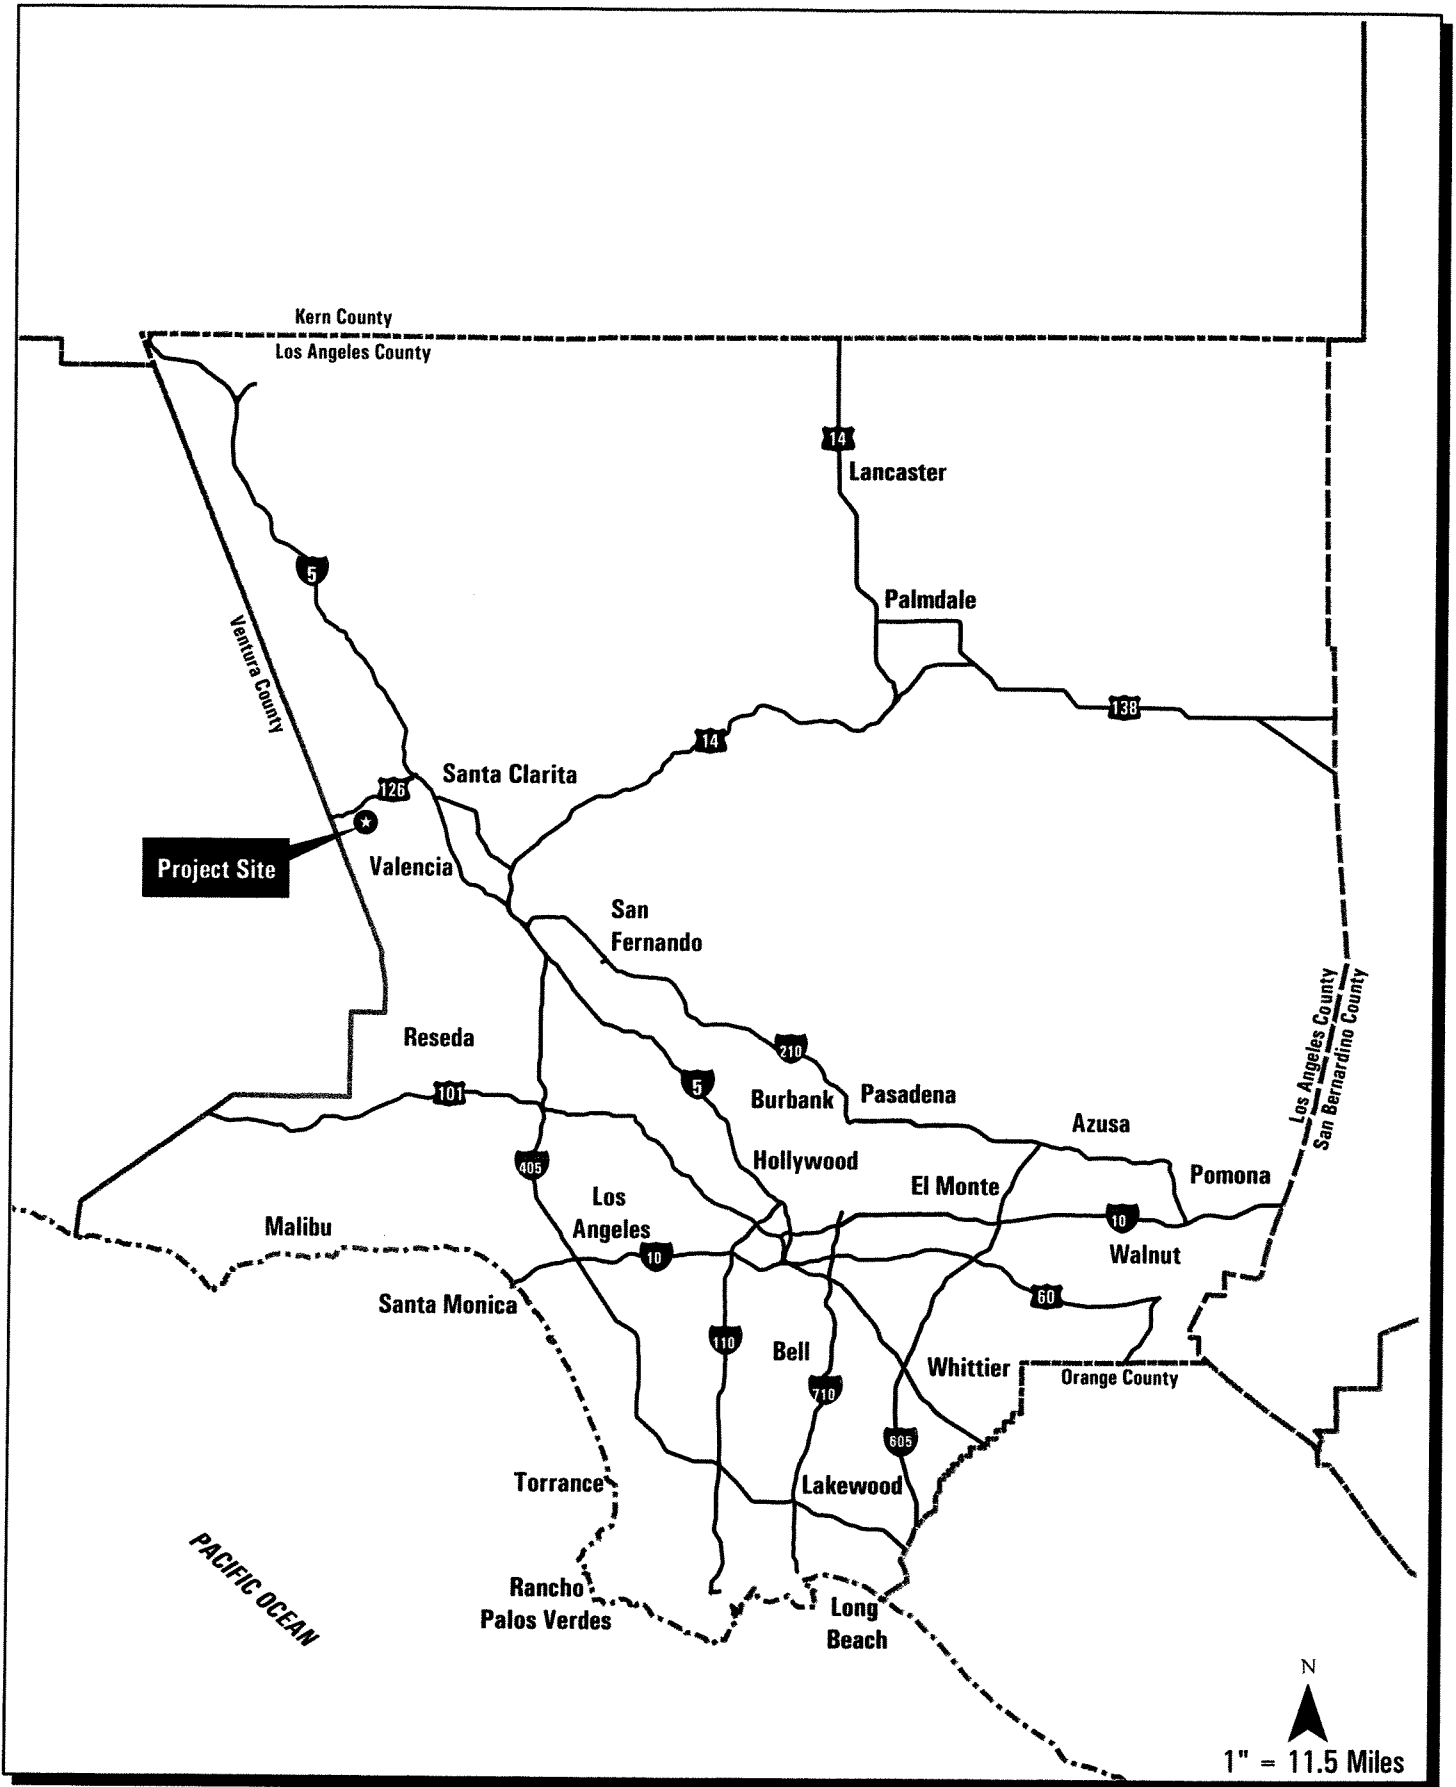 Kern County
Los Angeles County
14
Lancaster
5
Palmdale
Ventura County
138
14
Santa Clarita
126
Project Site
Valencia
San
Fernando
Los Angeles County
San Bernardino County
Reseda
210
5
101
Burbank
Pasadena
Azusa
405
Hollywood
El Monte
Pomona
Los
Angeles
10
Malibu
10
Walnut
Santa Monica
60
110
Bell
Whittier
Orange County
710
605
Torrance
Lakewood
PACIFIC OCEAN
Rancho
Palos Verdes
Long
Beach
N
1" = 11.5 Miles